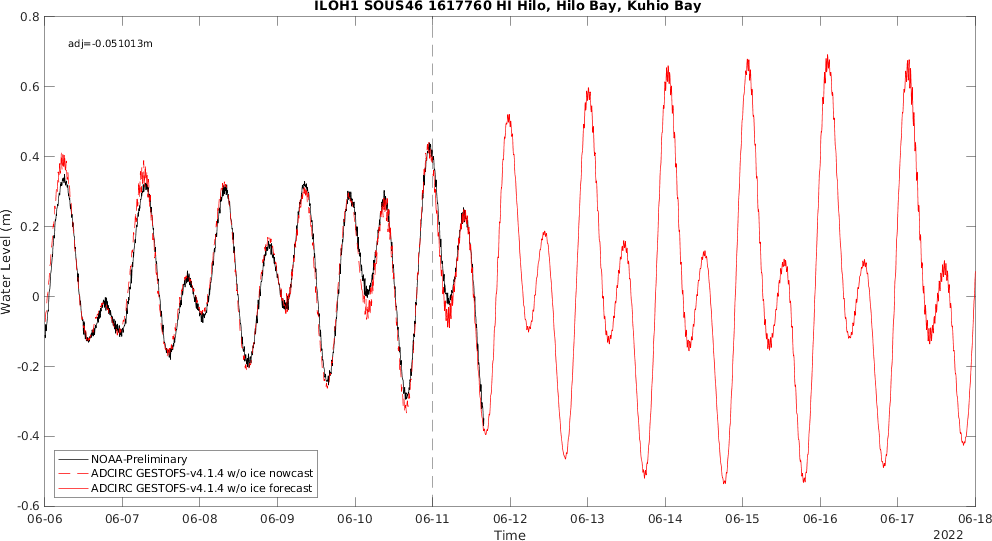 ILOH1 SOUS46 1617760 HI Hilo, Hilo Bay, Kuhio Bay
0.8
adj=-0.051013m
0.6
0.4
0.2
0
-0.2
-0.4
-0.6
Water Level (m)
NOAA-Preliminary
ADCIRC GESTOFS-v4.1.4 w/o ice nowcast
ADCIRC GESTOFS-v4.1.4 w/o ice forecast
06-06 06-07 06-08 06-09 06-10 06-11 06-12 06-13 06-14 06-15 06-16 06-17 06-18
Time
2022